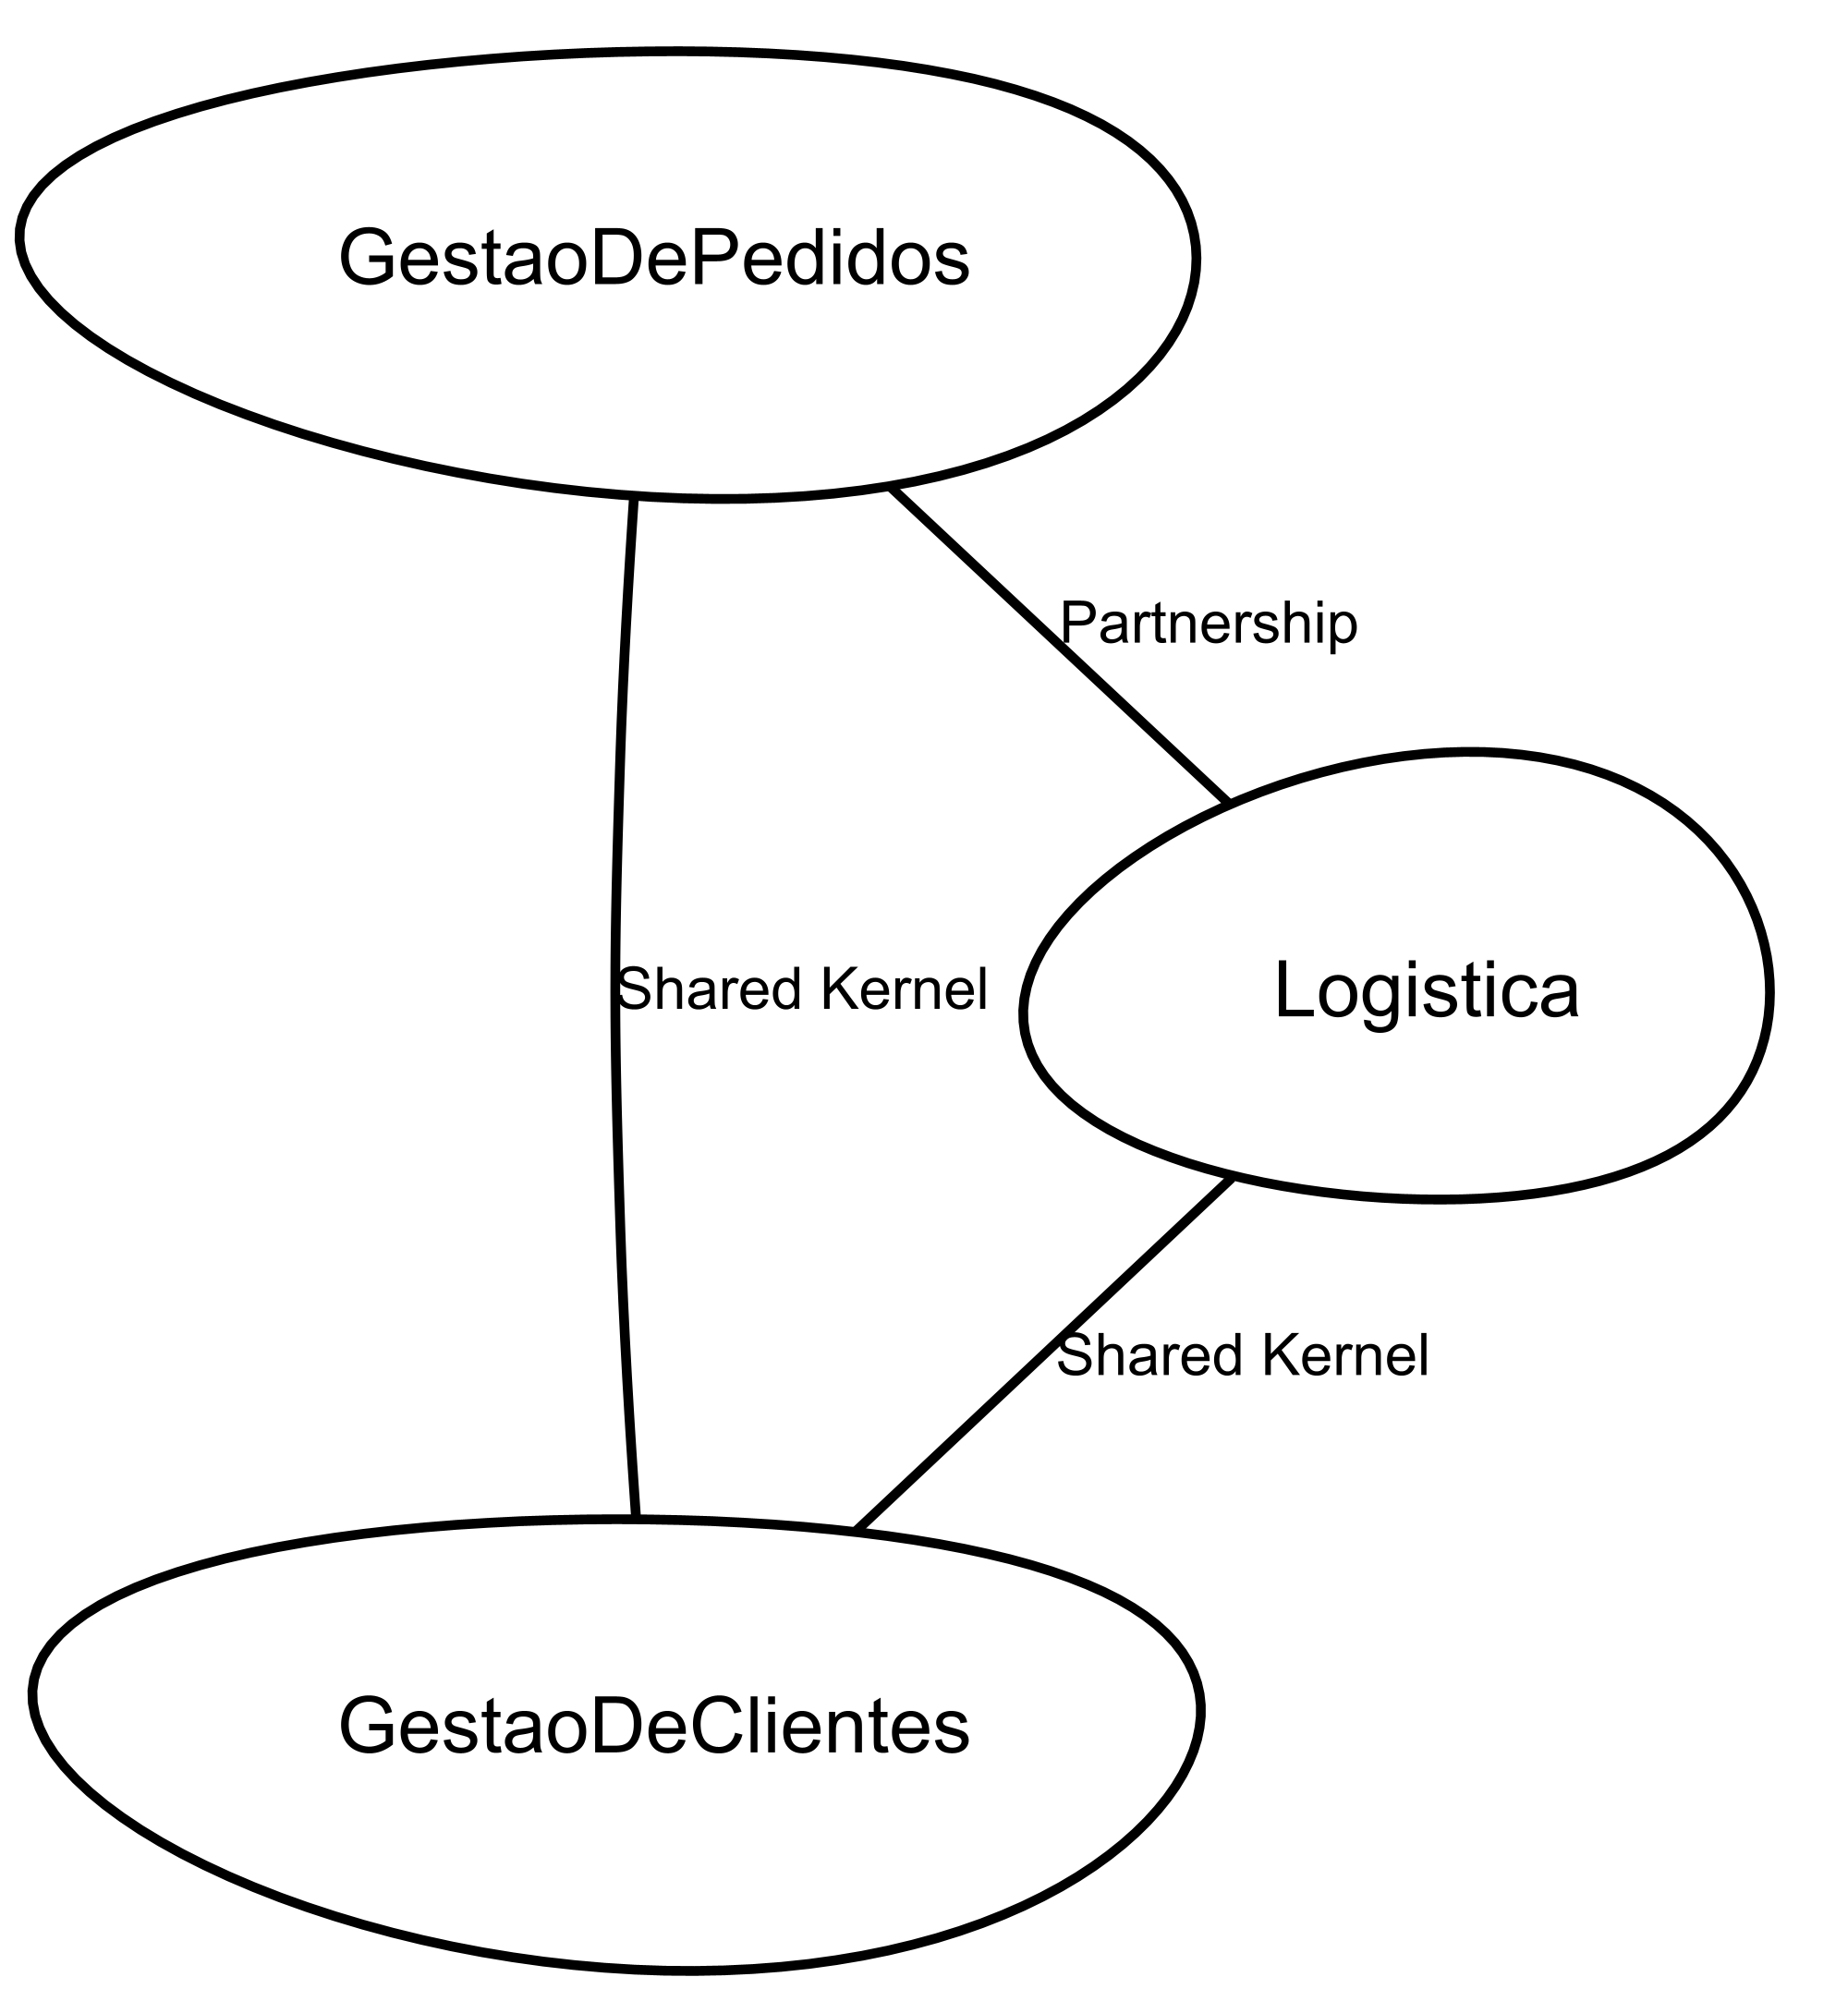 GestaoDePedidos
Partnership
Shared Kernel
Logistica
Shared Kernel
GestaoDeClientes